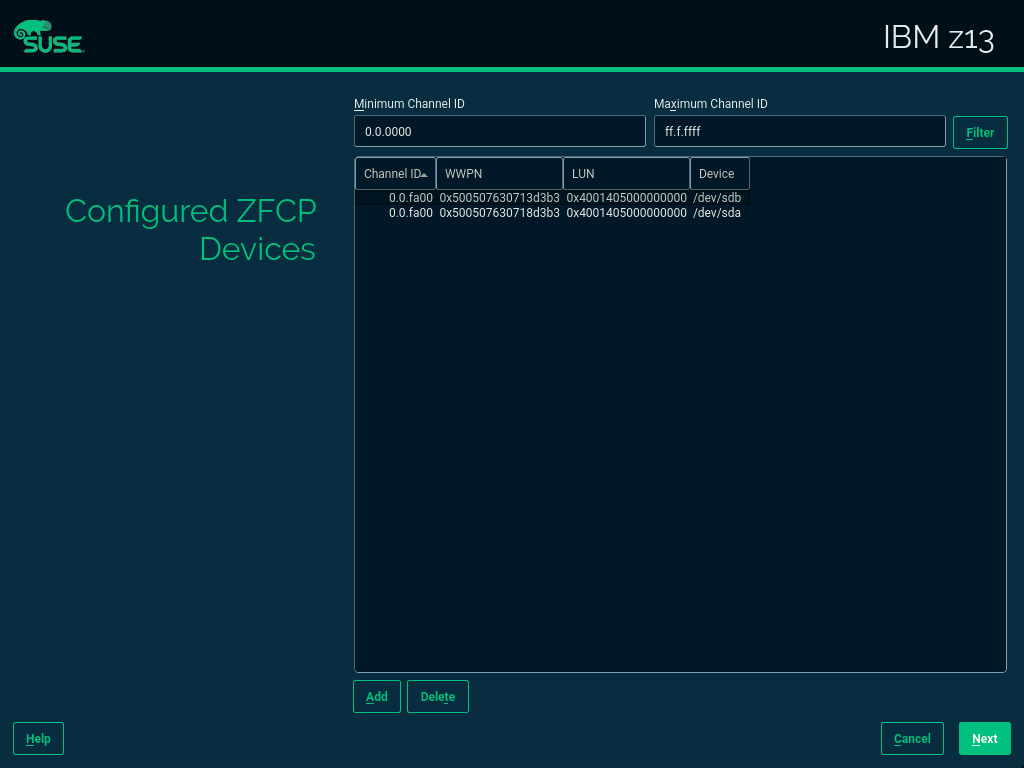 SUSE
IBM z13
Minimum Channel ID Maximum Channel ID
0.0.0000 ff.f.ffff Filter
Configured ZFCP
Devices
Channel ID WWPN LUN Device
0.0.fa00 0x500507630713d3b3 0x4001405000000000 /dev/sdb
0.0.fa00 0x500507630718d3b3 0x4001405000000000 /dev/sda
Add Delete
Help Cancel Next